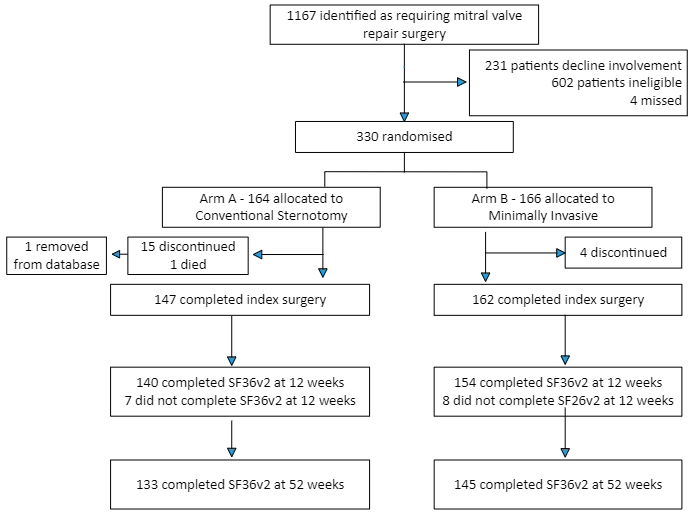 1167 identified as requiring mitral valve
repair surgery
231 patients decline involvement
602 patients ineligible
4 missed
330 randomised
Arm A - 164 allocated to
Conventional Sternotomy
Arm B - 166 allocated to
Minimally Invasive
1 removed
from database
15 discontinued
1 died
4 discontinued
147 completed index surgery
162 completed index surgery
140 completed SF36v2 at 12 weeks
7 did not complete SF36v2 at 12 weeks
154 completed SF36v2 at 12 weeks
8 did not complete SF26v2 at 12 weeks
133 completed SF36v2 at 52 weeks
145 completed SF36v2 at 52 weeks